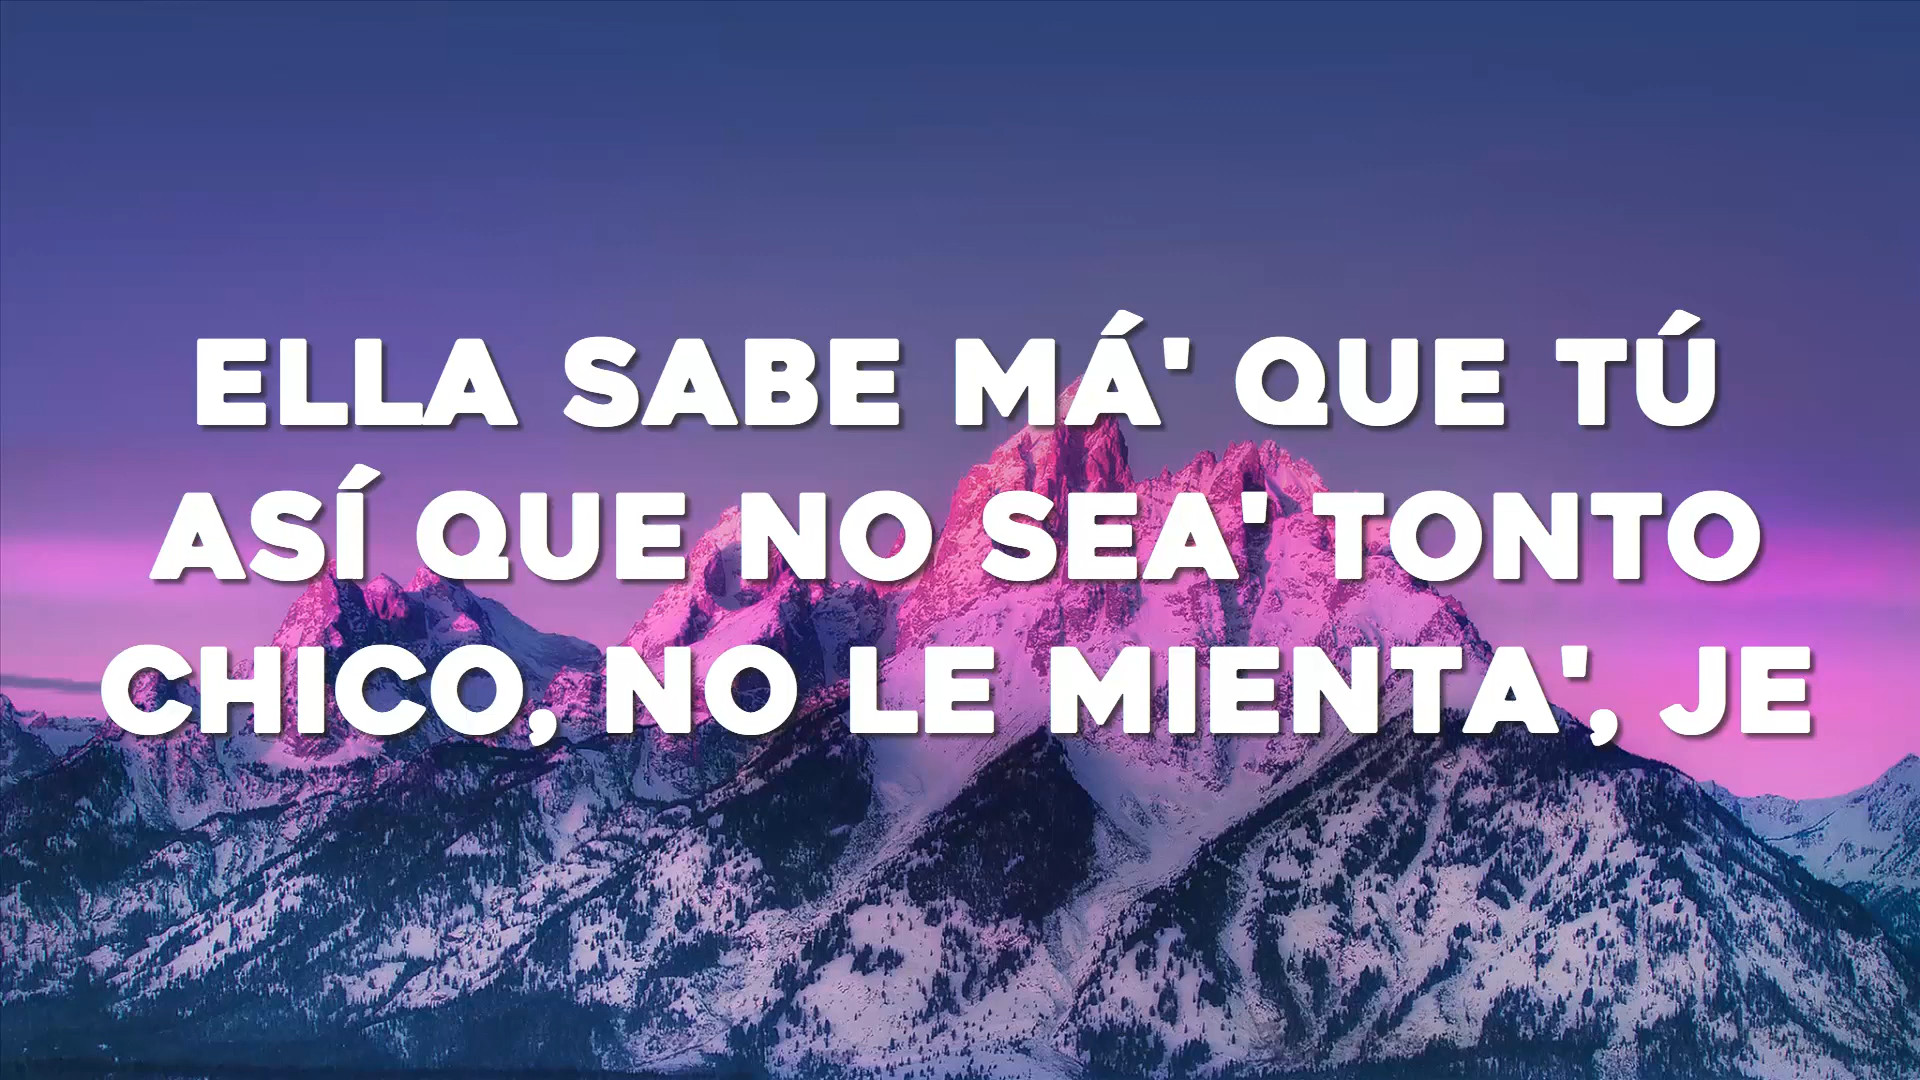 ELLA SABE MÁ' QUE TÚ
ASÍ QUE NO SEA' TONTO
CHICO, NO LE MIENTA', JE